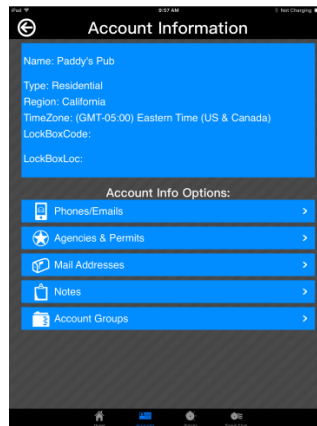 iPad
9:57 AM
Not Charging
Account Information
Name: Paddy's Pub
Type: Residential
Region: California
TimeZone: (GMT-05:00) Eastern Time (US & Canada)
LockBoxCode:
LockBoxLoc:
Account Info Options:
Phones/Emails
Agencies & Permits
Mail Addresses
Notes
Account Groups